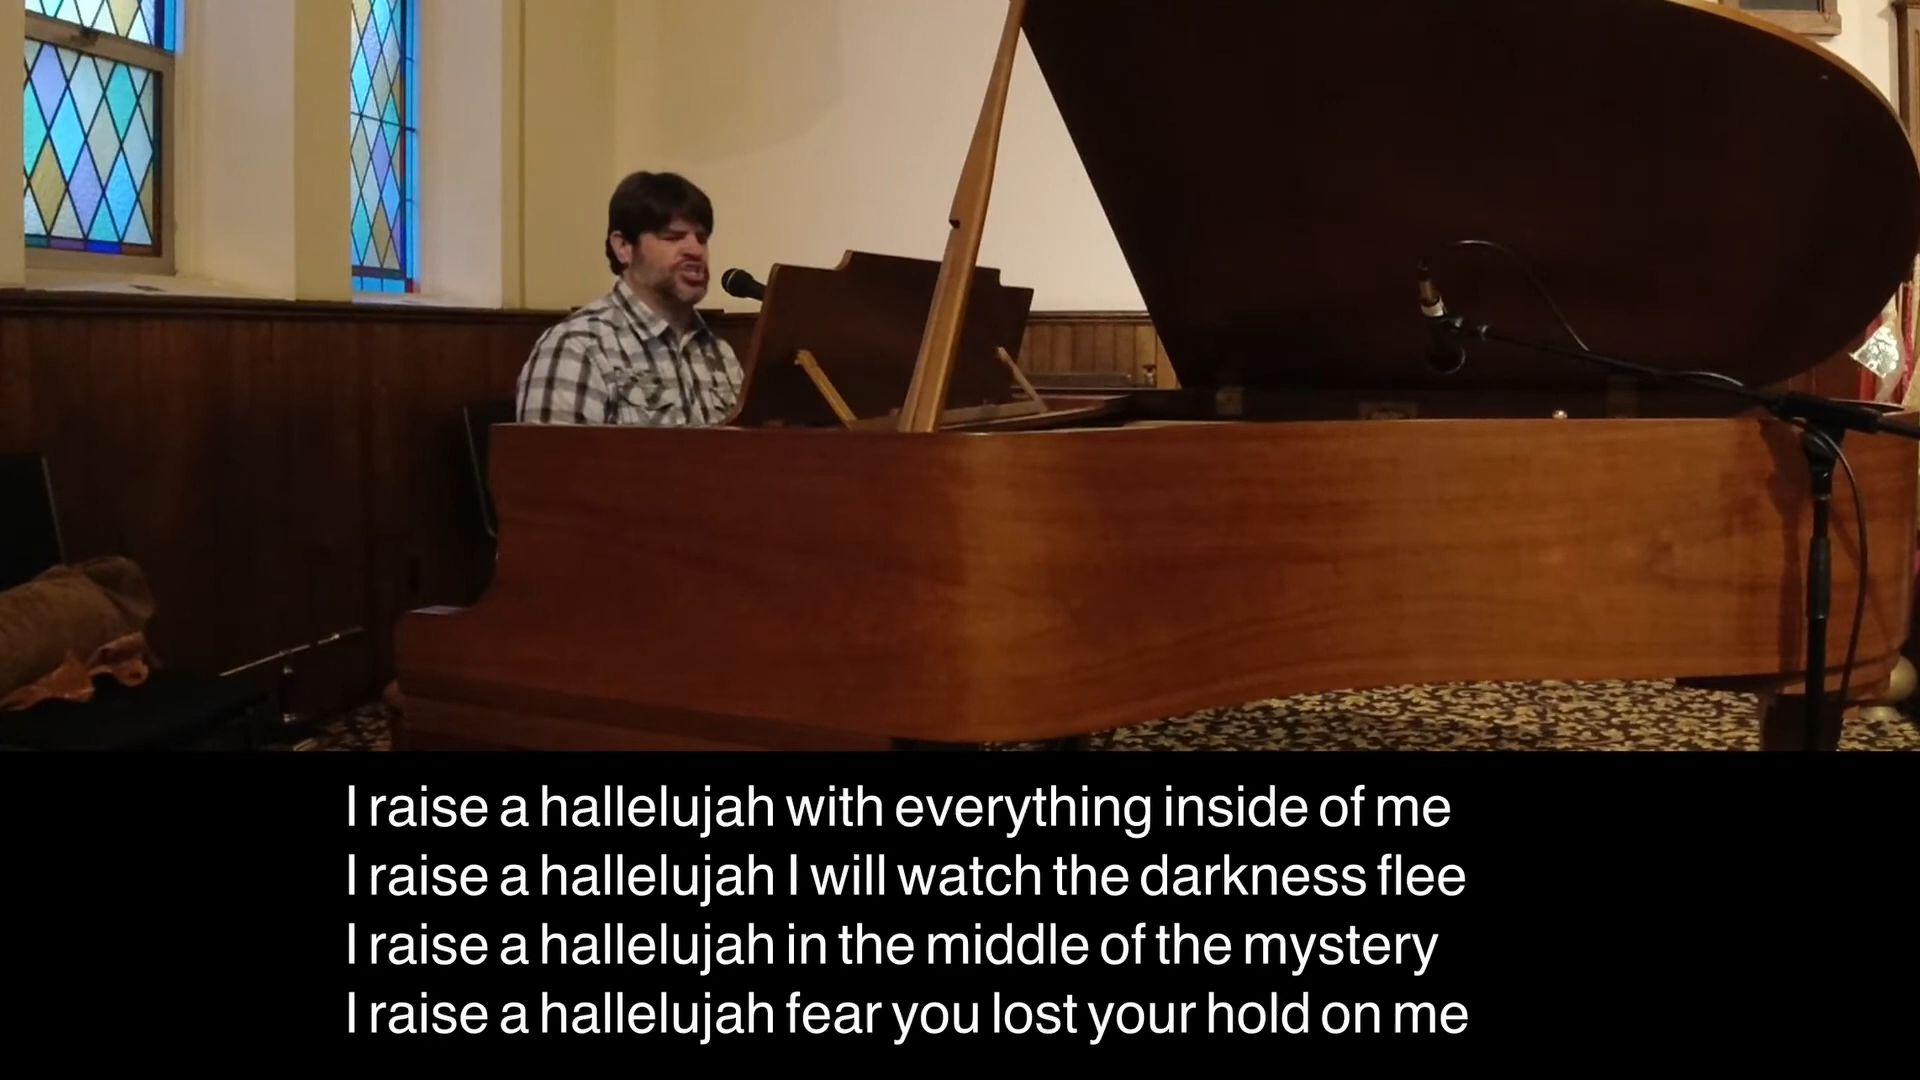 I raise a hallelujah with everything inside of me
I raise a hallelujah I will watch the darkness flee
I raise a hallelujah in the middle of the mystery
I raise a hallelujah fear you lost your hold on me